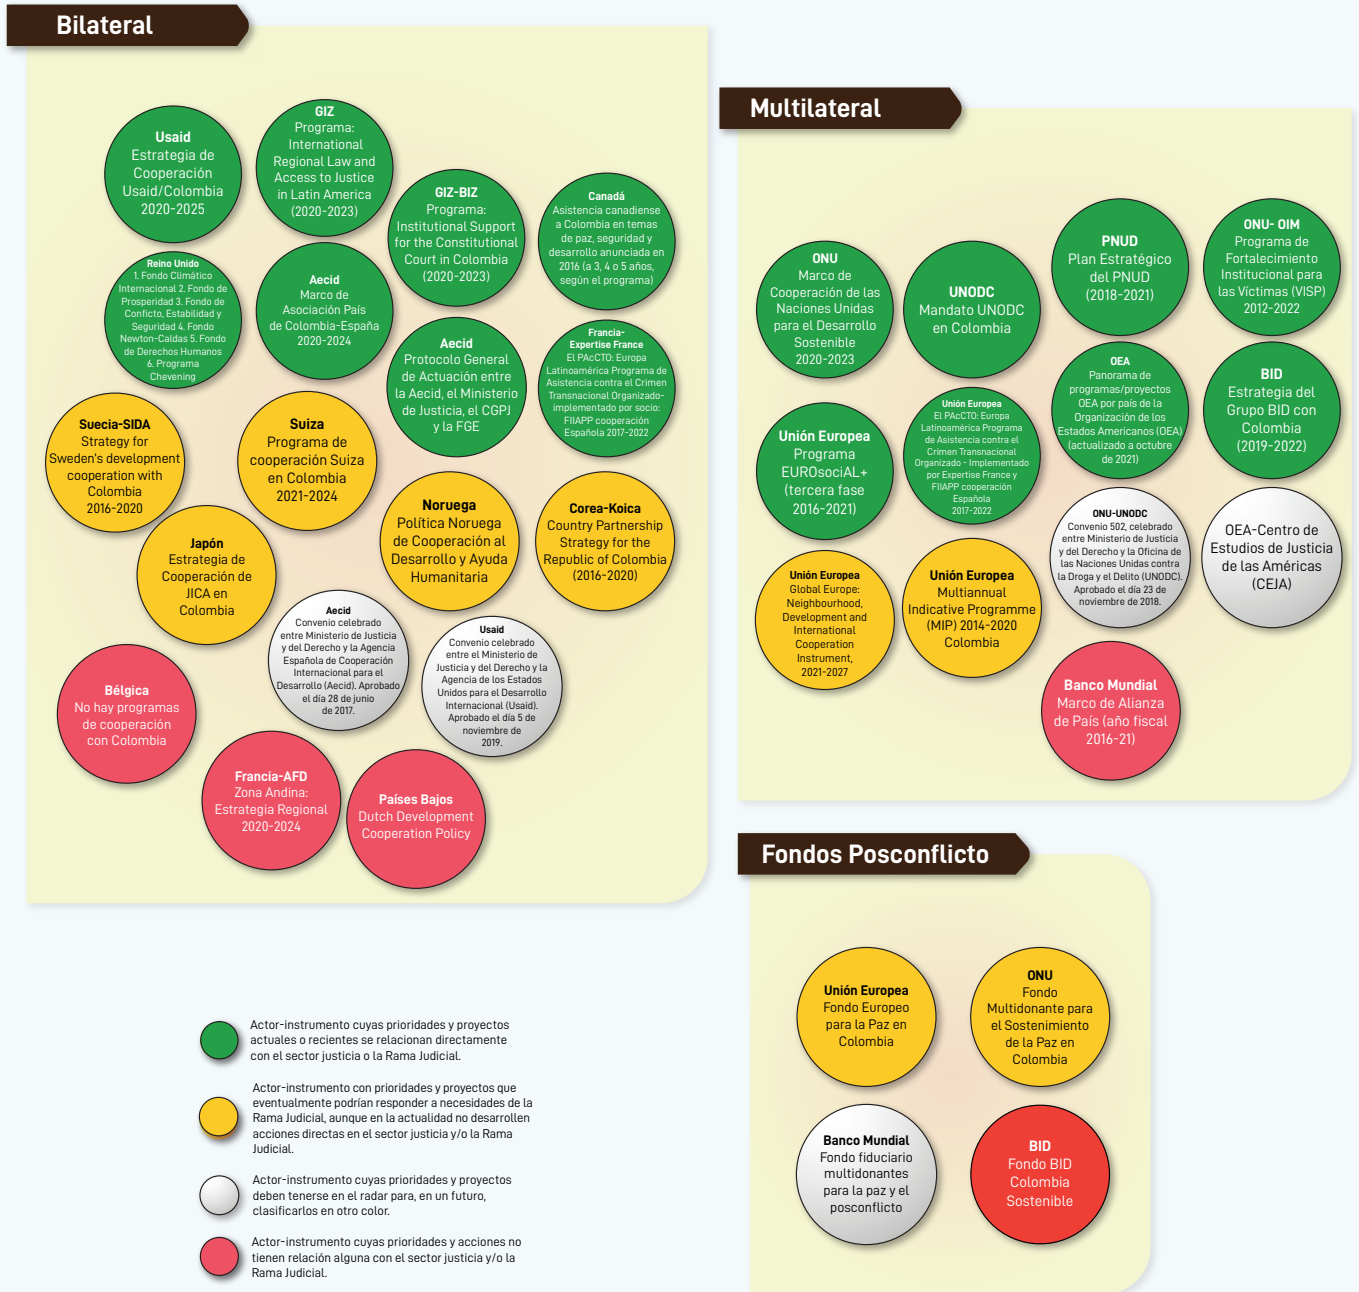 Bilateral
Usaid
Estrategia de
Cooperación
Usaid/Colombia
2020-2025
GIZ
Programa:
International
Regional Law and
Access to Justice
in Latin America
(2020-2023)
GIZ-BIZ
Programa:
Institutional Support
for the Constitutional
Court in Colombia
(2020-2023)
Canadá
Asistencia canadiense
a Colombia en temas
de paz, seguridad y
desarrollo anunciada en
2016 (a 3, 4 o 5 años,
según el programa)
Reino Unido
1. Fondo Climático
Internacional 2. Fondo de
Prosperidad 3. Fondo de
Conficto, Estabilidad y
Seguridad 4. Fondo
Newton-Caldas 5. Fondo
de Derechos Humanos
6. Programa
Chevening
Aecid
Marco de
Asociación País
de Colombia-España
2020-2024
Aecid
Protocolo General
de Actuación entre
la Aecid, el Ministerio
de Justicia, el CGPJ
y la FGE
Francia-
Expertise France
El PAcCTO: Europa
Latinoamérica Programa de
Asistencia contra el Crimen
Transnacional Organizado-
implementado por socio:
FIIAPP cooperación
Española 2017-2022
Suecia-SIDA
Strategy for
Sweden's development
cooperation with
Colombia
2016-2020
Suiza
Programa de
cooperación Suiza
en Colombia
2021-2024
Noruega
Política Noruega
de Cooperación al
Desarrollo y Ayuda
Humanitaria
Corea-Koica
Country Partnership
Strategy for the
Republic of Colombia
(2016-2020)
Japón
Estrategia de
Cooperación de
JICA en
Colombia
Aecid
Convenio celebrado
entre Ministerio de Justicia
y del Derecho y la Agencia
Española de Cooperación
Internacional para el
Desarrollo (Aecid). Aprobado
el día 28 de junio
de 2017.
Usaid
Convenio celebrado
entre el Ministerio de
Justicia y del Derecho y la
Agencia de los Estados
Unidos para el Desarrollo
Internacional (Usaid).
Aprobado el día 5 de
noviembre de
2019.
Bélgica
No hay programas
de cooperación
con Colombia
Francia-AFD
Zona Andina:
Estrategia Regional
2020-2024
Países Bajos
Dutch Development
Cooperation Policy
Multilateral
ONU
Marco de
Cooperación de las
Naciones Unidas
para el Desarrollo
Sostenible
2020-2023
UNODC
Mandato UNODC
en Colombia
PNUD
Plan Estratégico
del PNUD
(2018-2021)
ONU- OIM
Programa de
Fortalecimiento
Institucional para
las Víctimas (VISP)
2012-2022
Unión Europea
Programa
EUROsociAL+
(tercera fase
2016-2021)
Unión Europea
El PAcCTO: Europa
Latinoamérica Programa
de Asistencia contra el
Crimen Transnacional
Organizado - Implementado
por Expertise France y
FIIAPP cooperación
Española
2017-2022
OEA
Panorama de
programas/proyectos
OEA por país de la
Organización de los
Estados Americanos (OEA)
(actualizado a octubre
de 2021)
BID
Estrategia del
Grupo BID con
Colombia
(2019-2022)
ONU-UNODC
Convenio 502, celebrado
entre Ministerio de Justicia
y del Derecho y la Oficina de
las Naciones Unidas contra
la Droga y el Delito (UNODC).
Aprobado el día 23 de
noviembre de 2018.
OEA-Centro de
Estudios de Justicia
de las Américas
(CEJA)
Unión Europea
Global Europe:
Neighbourhood,
Development and
International
Cooperation
Instrument,
2021-2027
Unión Europea
Multiannual
Indicative Programme
(MIP) 2014-2020
Colombia
Banco Mundial
Marco de Alianza
de País (año fiscal
2016-21)
Fondos Posconflicto
Unión Europea
Fondo Europeo
para la Paz en
Colombia
ONU
Fondo
Multidonante para
el Sostenimiento
de la Paz en
Colombia
Banco Mundial
Fondo fiduciario
multidonantes
para la paz y el
posconflicto
BID
Fondo BID
Colombia
Sostenible
Actor-instrumento cuyas prioridades y proyectos
actuales o recientes se relacionan directamente
con el sector justicia o la Rama Judicial.
Actor-instrumento con prioridades y proyectos que
eventualmente podrían responder a necesidades de la
Rama Judicial, aunque en la actualidad no desarrollen
acciones directas en el sector justicia y/o la Rama
Judicial.
Actor-instrumento cuyas prioridades y proyectos
deben tenerse en el radar para, en un futuro,
clasificarlos en otro color.
Actor-instrumento cuyas prioridades y acciones no
tienen relación alguna con el sector justicia y/o la
Rama Judicial.